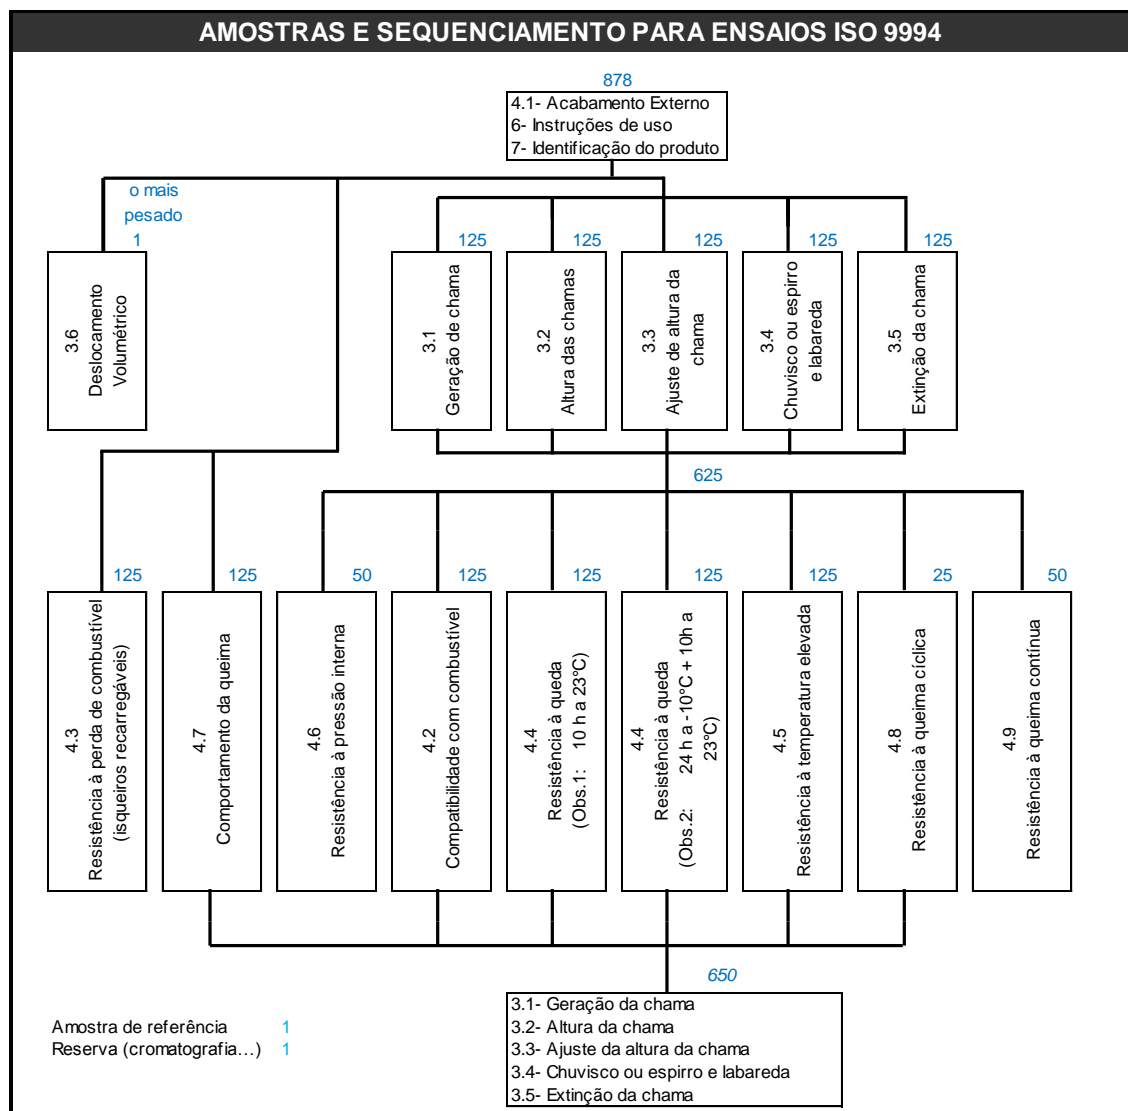 AMOSTRAS E SEQUENCIAMENTO PARA ENSAIOS ISO 9994
878
4.1- Acabamento Externo
6- Instruções de uso
7- Identificação do produto
o mais
pesado
1
125
125
125
125
125
3.6
Deslocamento
Volumétrico
3.1
Geração de chama
3.2
Altura das chamas
3.3
Ajuste de altura da
chama
3.4
Chuvisco ou espirro
e labareda
3.5
Extinção da chama
625
125
125
50
125
125
125
125
25
50
4.3
Resistência à perda de combustível
(isqueiros recarregáveis)
4.7
Comportamento da queima
4.6
Resistência à pressão interna
4.2
Compatibilidade com combustível
4.4
Resistência à queda
(Obs.1: 10 h a 23°C)
4.4
Resistência à queda
(Obs.2: 24 h a -10°C + 10h a
23°C)
4.5
Resistência à temperatura elevada
4.8
Resistência à queima cíclica
4.9
Resistência à queima contínua
650
3.1- Geração da chama
3.2- Altura da chama
3.3- Ajuste da altura da chama
3.4- Chuvisco ou espirro e labareda
3.5- Extinção da chama
Amostra de referência 1
Reserva (cromatografia...) 1